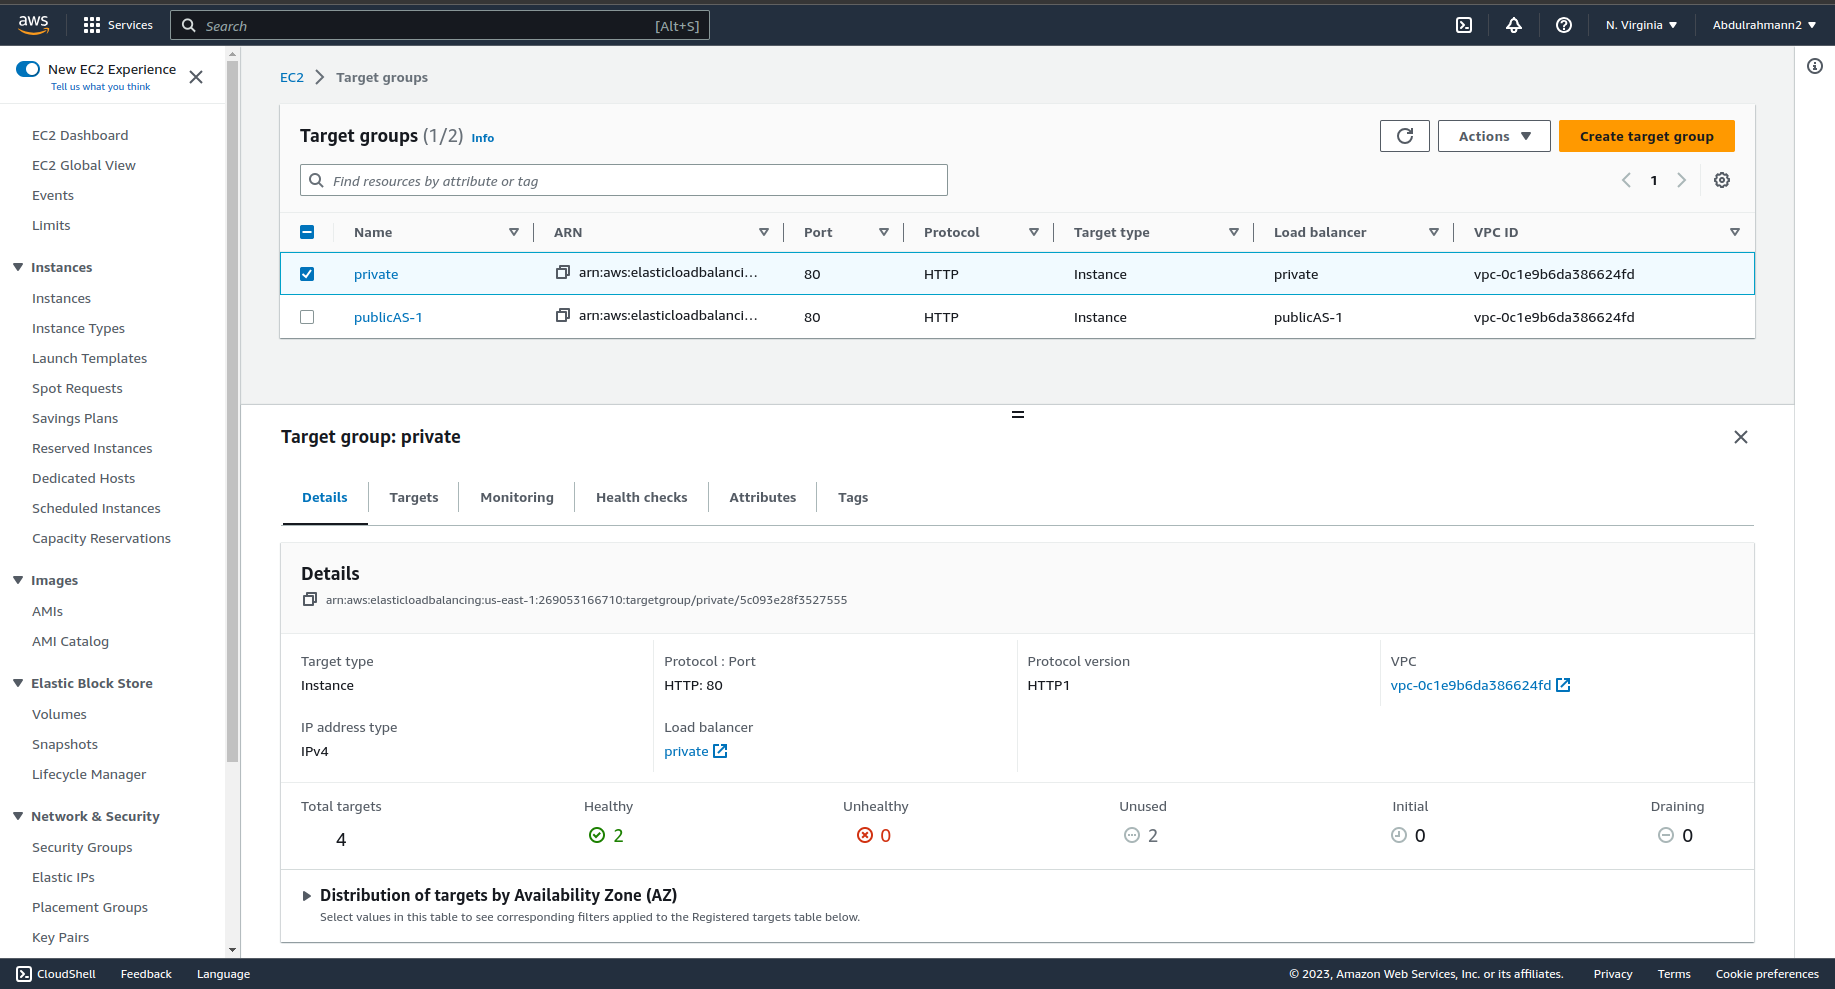 aws Services Search [Alt+S] N. Virginia Abdulrahmann2
New EC2 Experience
Tell us what you think
EC2 Dashboard
EC2 Global View
Events
Limits
Instances
Instances
Instance Types
Launch Templates
Spot Requests
Savings Plans
Reserved Instances
Dedicated Hosts
Scheduled Instances
Capacity Reservations
Images
AMIs
AMI Catalog
Elastic Block Store
Volumes
Snapshots
Lifecycle Manager
Network & Security
Security Groups
Elastic IPs
Placement Groups
Key Pairs
EC2 Target groups
Target groups (1/2) Info Actions Create target group
Find resources by attribute or tag 1
Name ARN Port Protocol Target type Load balancer VPC ID
private arn:aws:elasticloadbalanci... 80 HTTP Instance private vpc-0c1e9b6da386624fd
publicAS-1 arn:aws:elasticloadbalanci... 80 HTTP Instance publicAS-1 vpc-0c1e9b6da386624fd
Target group: private
Details Targets Monitoring Health checks Attributes Tags
Details
arn:aws:elasticloadbalancing:us-east-1:269053166710:targetgroup/private/5c093e28f3527555
Target type Protocol : Port Protocol version VPC
Instance HTTP: 80 HTTP1 vpc-0c1e9b6da386624fd
IP address type Load balancer
IPv4 private
Total targets Healthy Unhealthy Unused Initial Draining
4 2 0 2 0 0
Distribution of targets by Availability Zone (AZ)
Select values in this table to see corresponding filters applied to the Registered targets table below.
CloudShell Feedback Language © 2023, Amazon Web Services, Inc. or its affiliates. Privacy Terms Cookie preferences